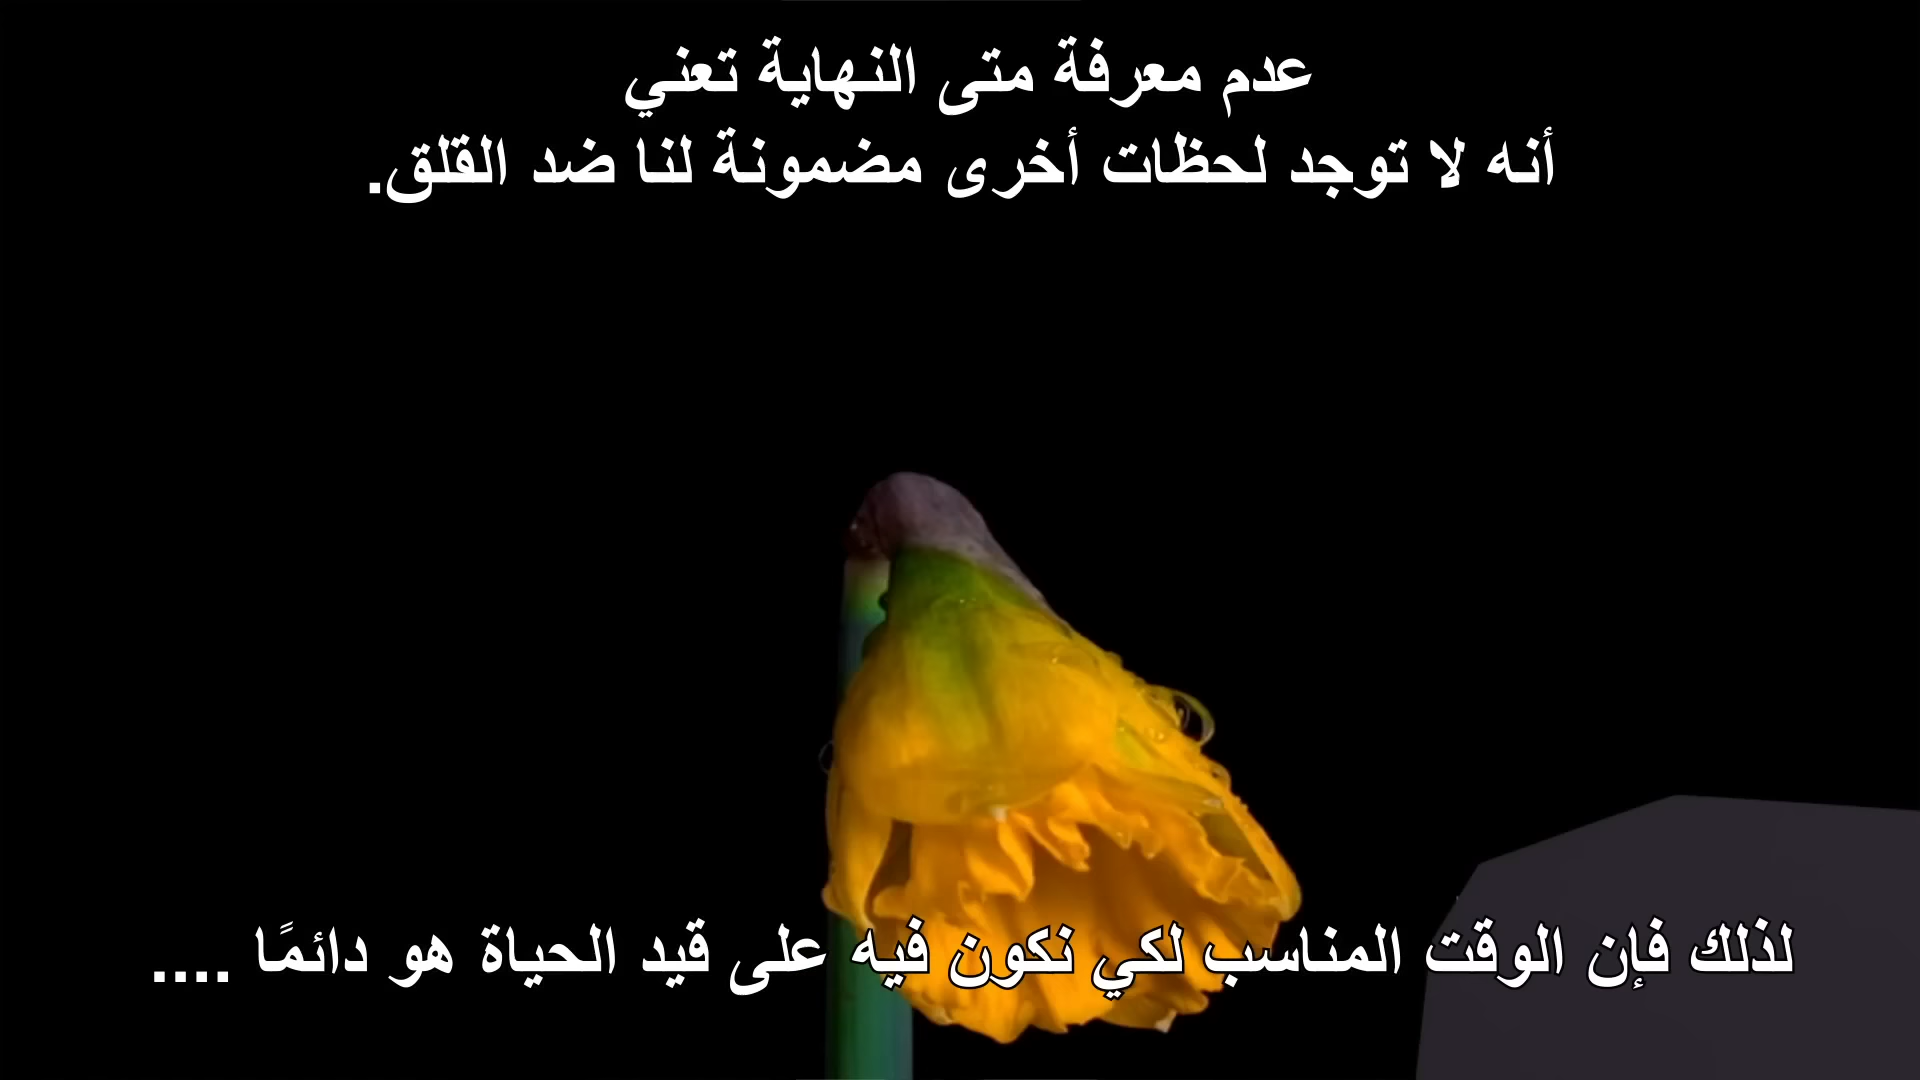 عدم معرفة متى النهاية تعني
أنه لا توجد لحظات أخرى مضمونة لنا ضد القلق.
لذلك فإن الوقت المناسب لكي نكون فيه على قيد الحياة هو دائمًا ....